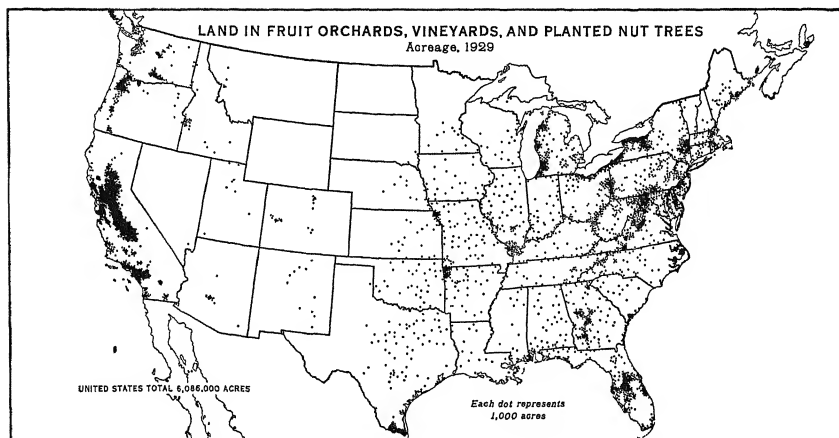 LAND IN FRUIT ORCHARDS, VINEYARDS, AND PLANTED NUT TREES
Acreage, 1929
UNITED STATES TOTAL 6,086,000 ACRES
Each dot represents
1,000 acres